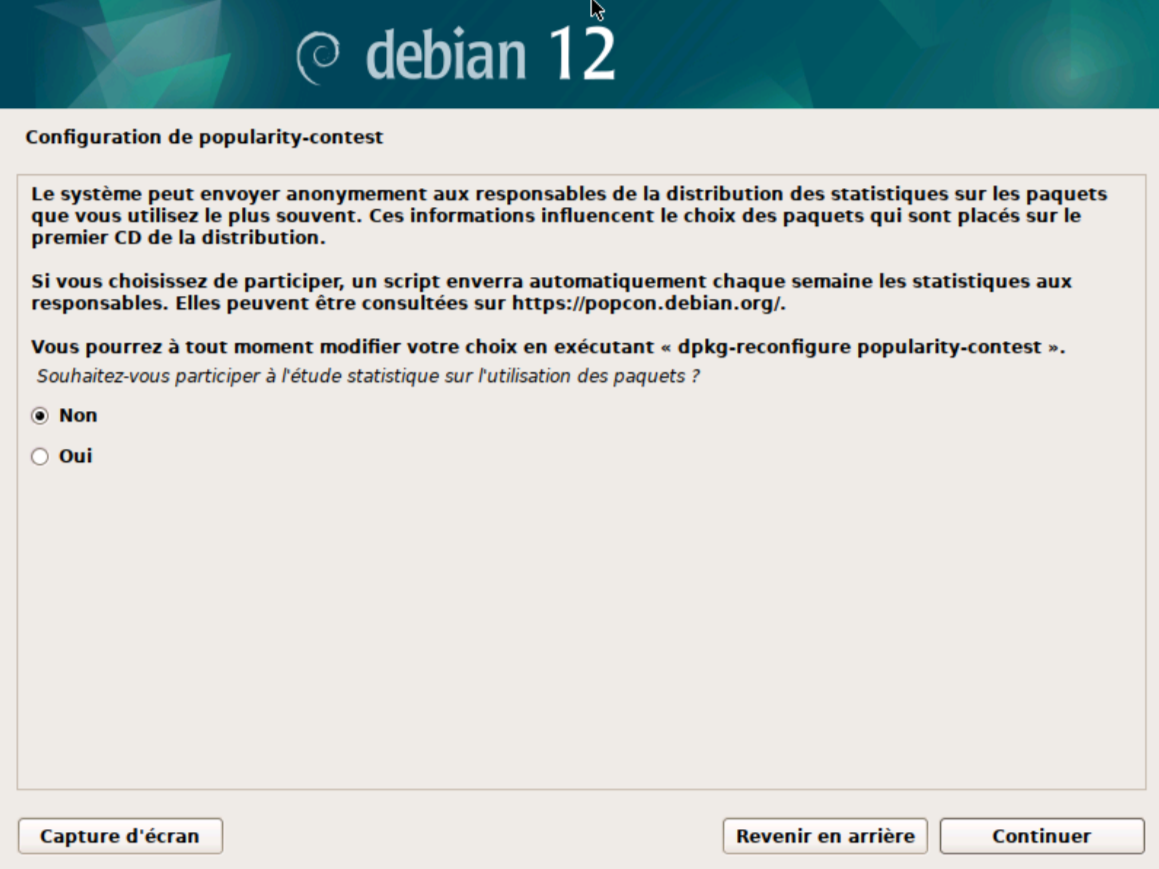 debian 12
Configuration de popularity-contest
Le système peut envoyer anonymement aux responsables de la distribution des statistiques sur les paquets
que vous utilisez le plus souvent. Ces informations influencent le choix des paquets qui sont placés sur le
premier CD de la distribution.
Si vous choisissez de participer, un script enverra automatiquement chaque semaine les statistiques aux
responsables. Elles peuvent être consultées sur https://popcon.debian.org/.
Vous pourrez à tout moment modifier votre choix en exécutant « dpkg-reconfigure popularity-contest ».
Souhaitez-vous participer à l'étude statistique sur l'utilisation des paquets ?
Non
Oui
Capture d'écran
Revenir en arrière
Continuer